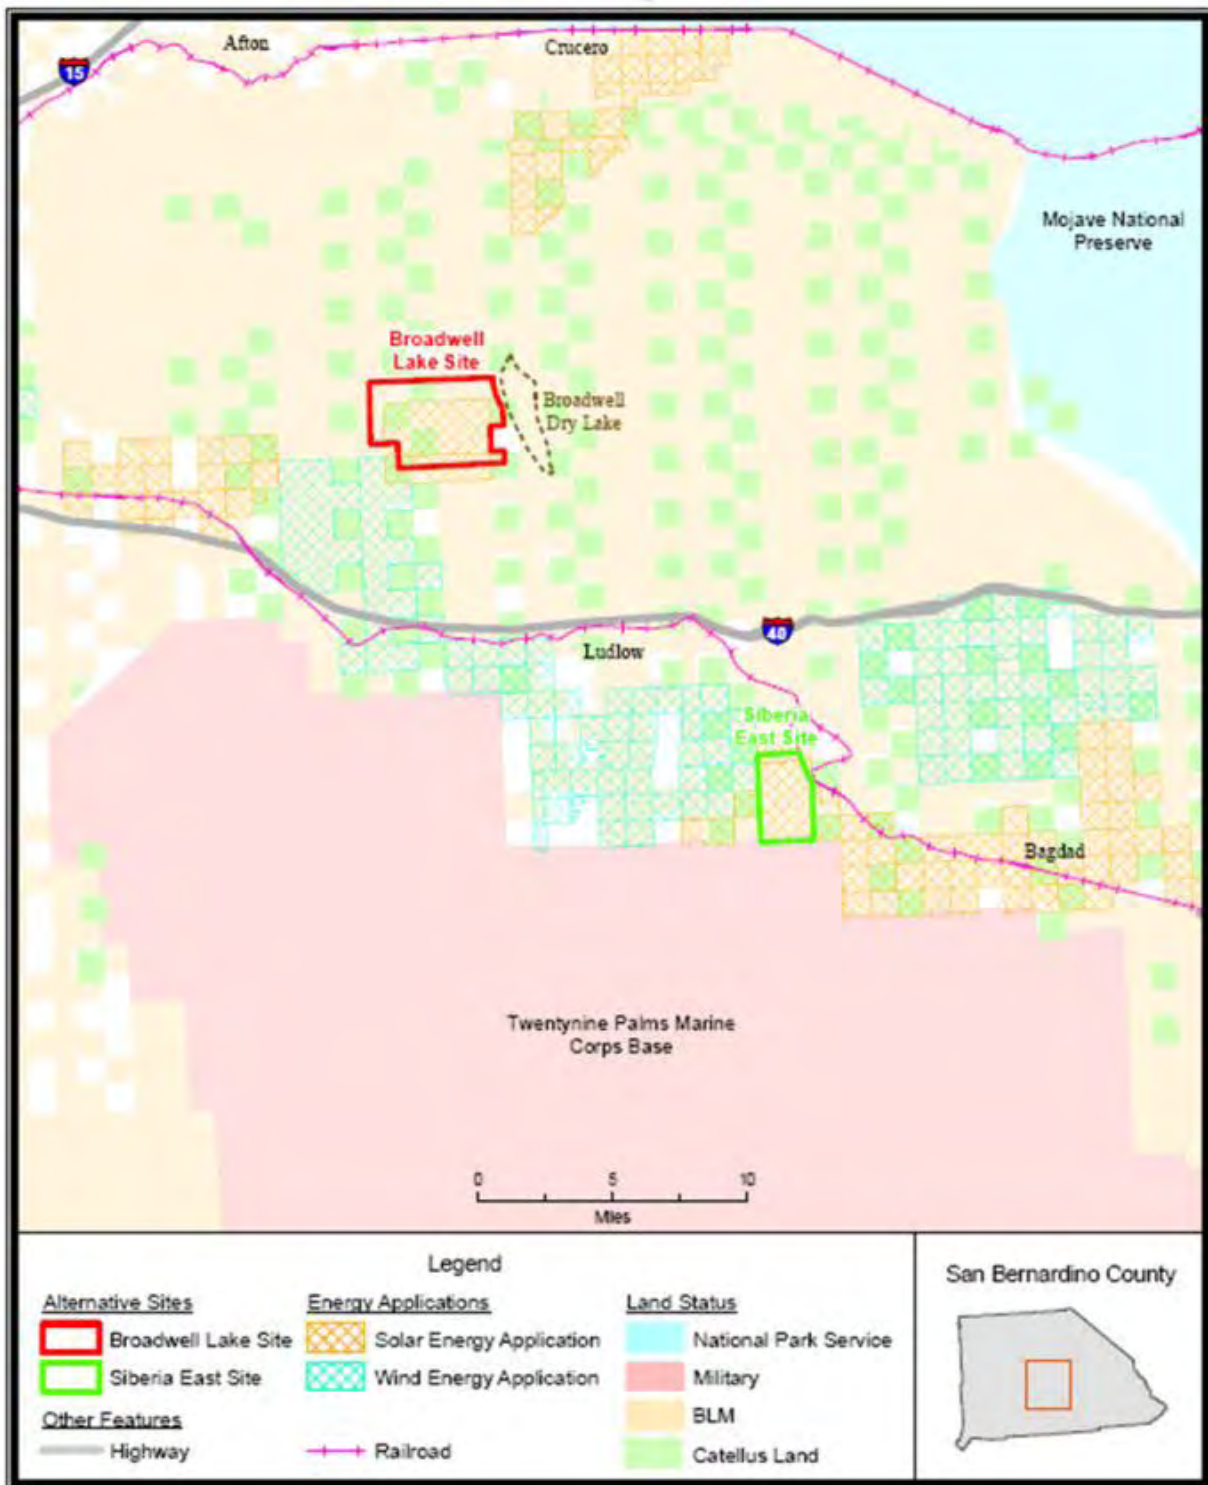 Afton
Crucero
15
Mojave National
Preserve
Broadwell
Lake Site
Broadwell
Dry Lake
40
Ludlow
Siberia
East Site
Bagdad
Twentynine Palms Marine
Corps Base
0 5 10
Miles
Legend
San Bernardino County
Alternative Sites
Energy Applications
Land Status
Broadwell Lake Site
Solar Energy Application
National Park Service
Siberia East Site
Wind Energy Application
Military
Other Features
BLM
Highway
Railroad
Catellus Land